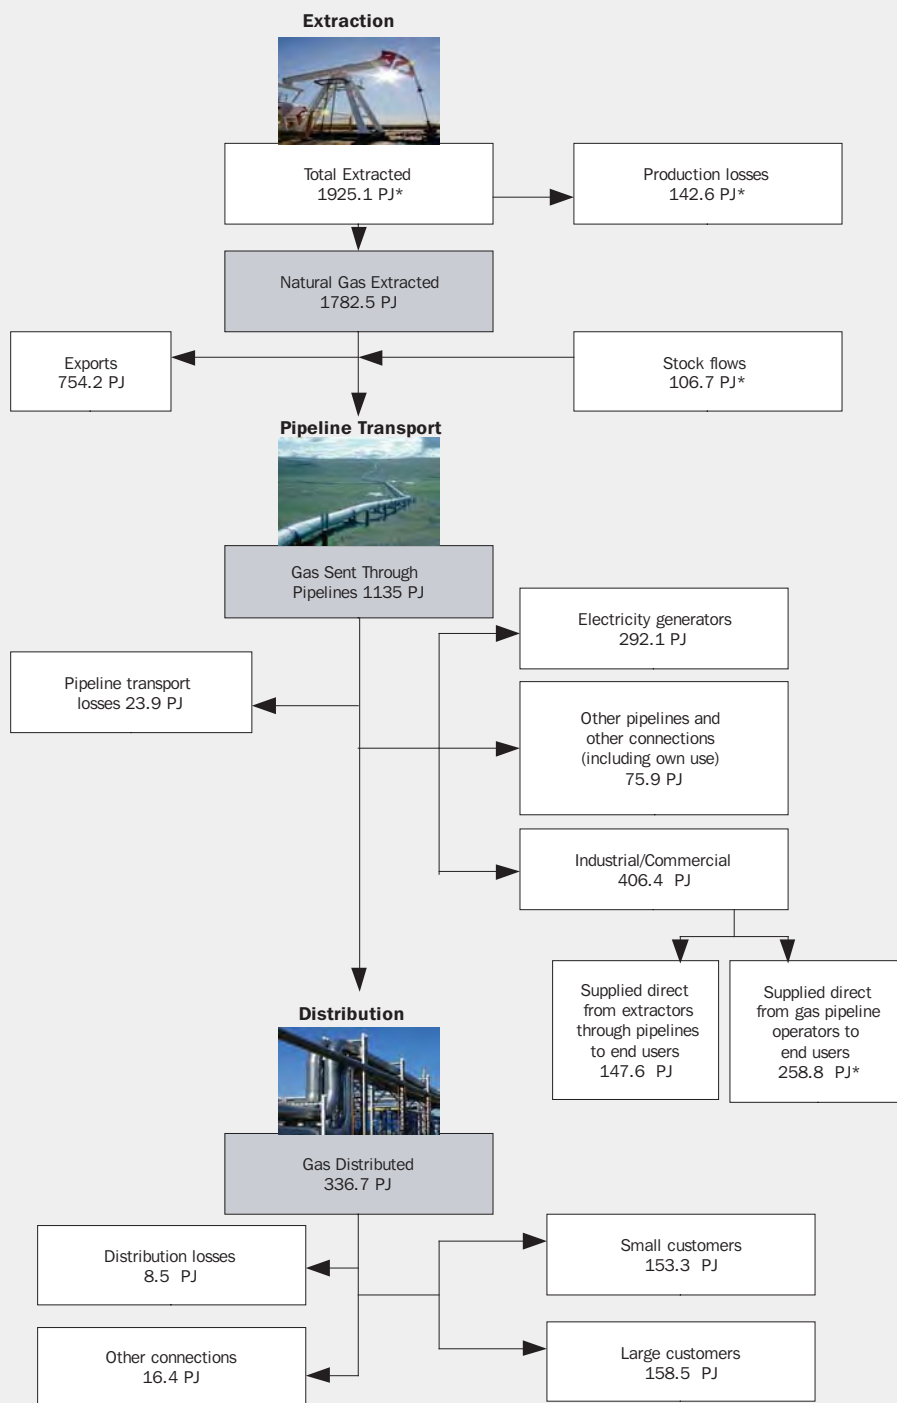 Extraction
Total Extracted
1925.1 PJ*
Production losses
142.6 PJ*
Natural Gas Extracted
1782.5 PJ
Exports
754.2 PJ
Stock flows
106.7 PJ*
Pipeline Transport
Gas Sent Through
Pipelines 1135 PJ
Electricity generators
292.1 PJ
Pipeline transport
losses 23.9 PJ
Other pipelines and
other connections
(including own use)
75.9 PJ
Industrial/Commercial
406.4 PJ
Supplied direct
from extractors
through pipelines
to end users
147.6 PJ
Supplied direct
from gas pipeline
operators to
end users
258.8 PJ*
Distribution
Gas Distributed
336.7 PJ
Distribution losses
8.5 PJ
Small customers
153.3 PJ
Other connections
16.4 PJ
Large customers
158.5 PJ